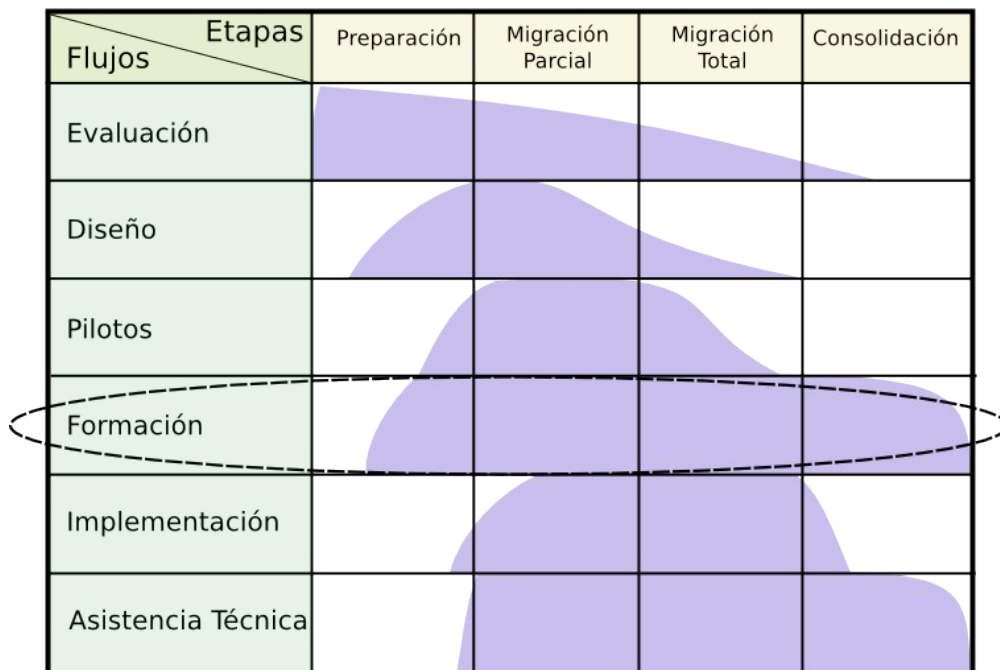 Etapas
Flujos
Preparación
Migración
Parcial
Migración
Total
Consolidación
Evaluación
Diseño
Pilotos
Formación
Implementación
Asistencia Técnica